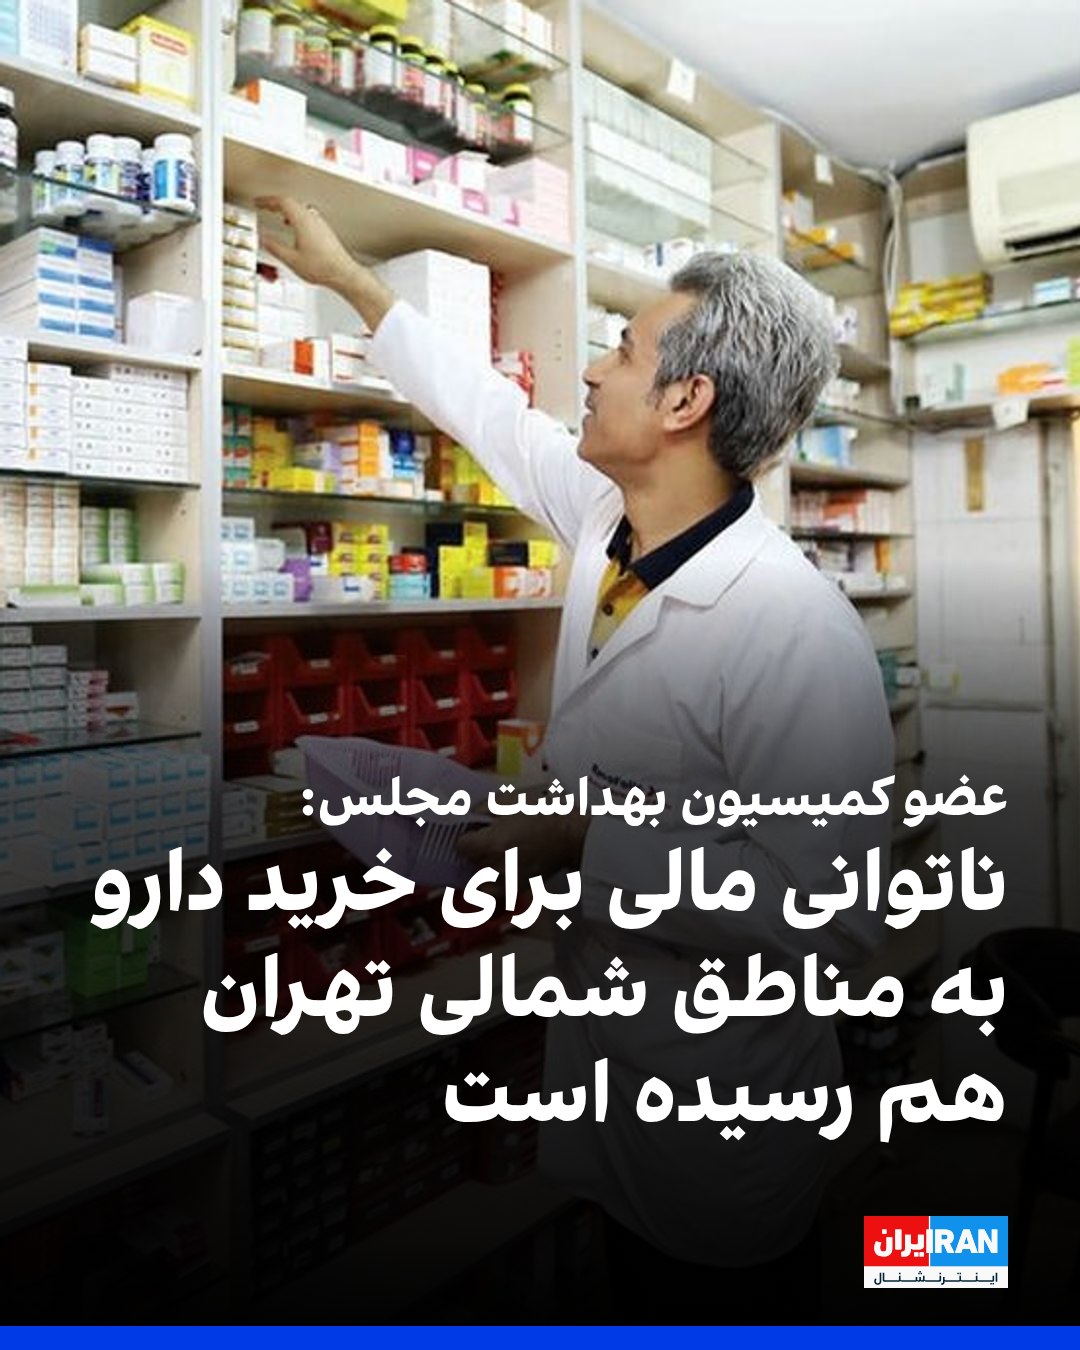 عضو کمیسیون بهداشت مجلس:
ناتوانی مالی برای خرید دارو
به مناطق شمالی تهران
هم رسیده است
ایران IRAN
اینترنشنال